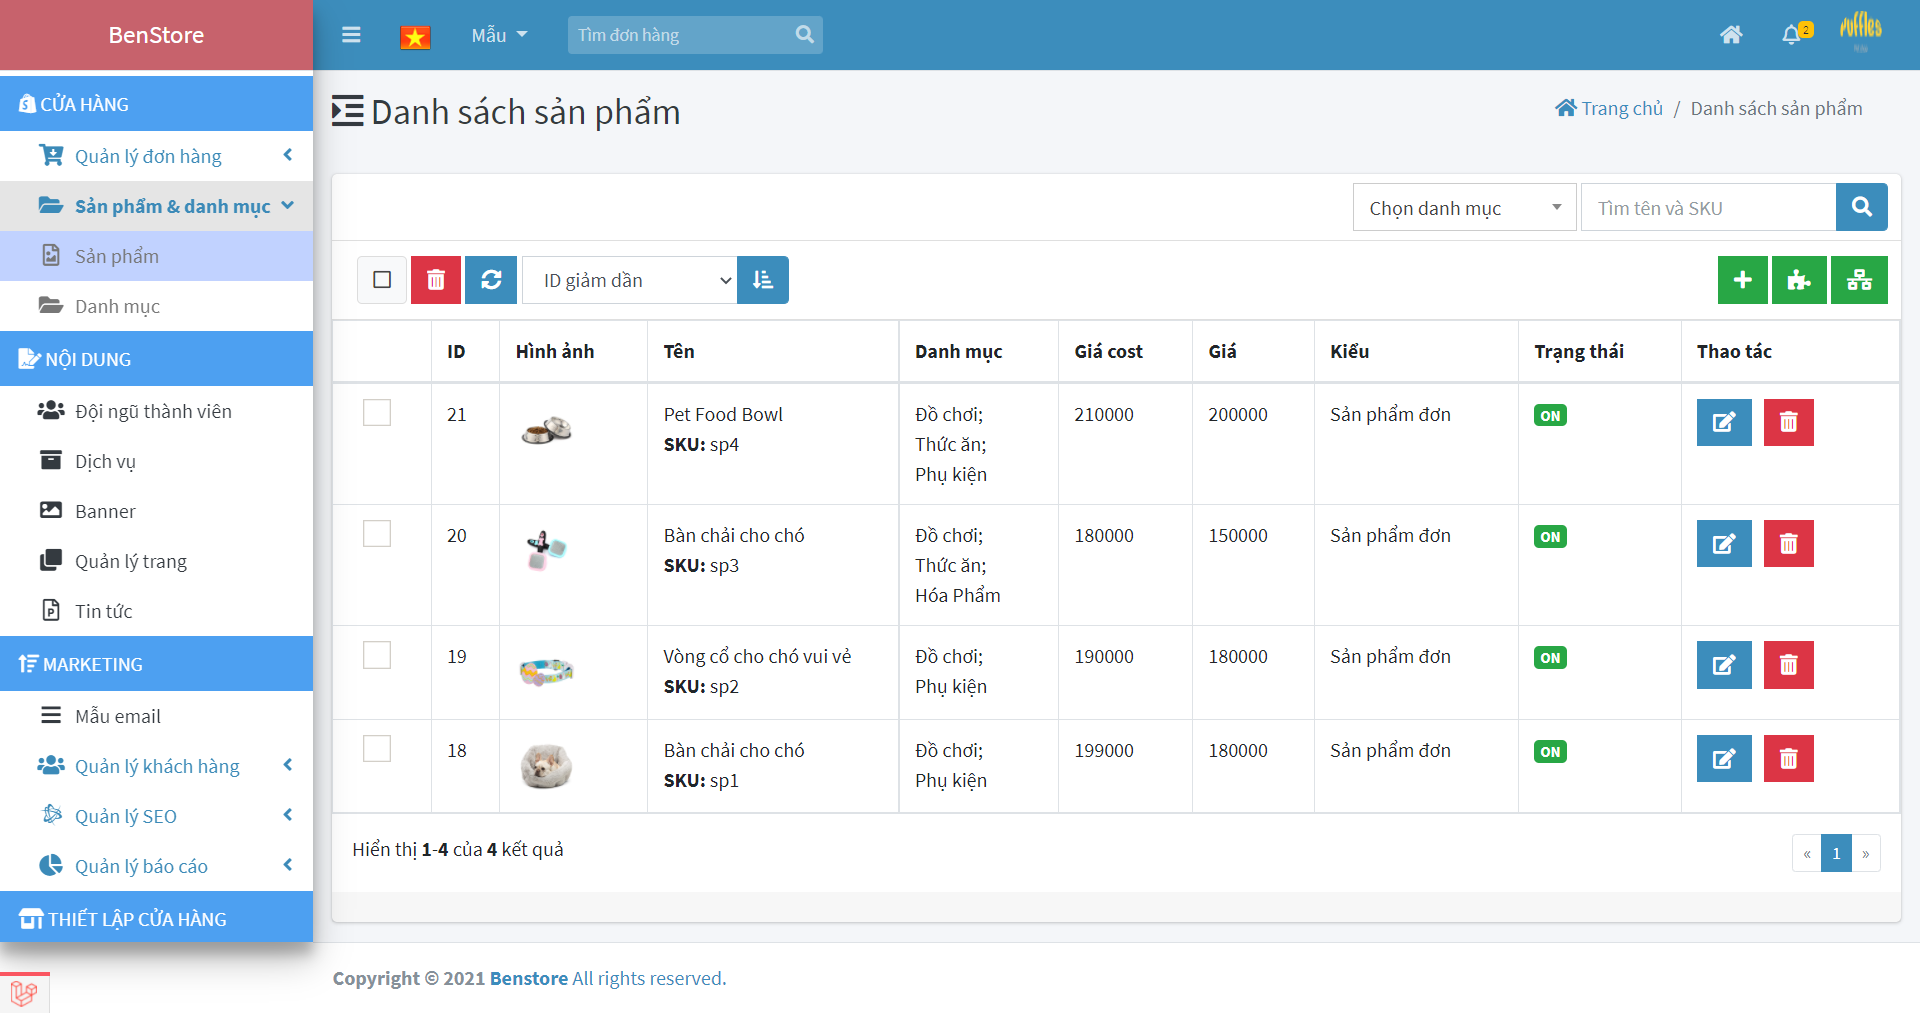 BenStore
Mẫu
Tìm đơn hàng
2
ruffles
CỬA HÀNG
Quản lý đơn hàng
Sản phẩm & danh mục
Sản phẩm
Danh mục
NỘI DUNG
Đội ngũ thành viên
Dịch vụ
Banner
Quản lý trang
Tin tức
MARKETING
Mẫu email
Quản lý khách hàng
Quản lý SEO
Quản lý báo cáo
THIẾT LẬP CỬA HÀNG
Danh sách sản phẩm
Trang chủ / Danh sách sản phẩm
Chọn danh mục
Tìm tên và SKU
ID giảm dần
ID Hình ảnh Tên Danh mục Giá cost Giá Kiểu Trạng thái Thao tác
21 Pet Food Bowl Đồ chơi; 210000 200000 Sản phẩm đơn ON
SKU: sp4 Thức ăn;
Phụ kiện
20 Bàn chải cho chó Đồ chơi; 180000 150000 Sản phẩm đơn ON
SKU: sp3 Thức ăn;
Hóa Phẩm
19 Vòng cổ cho chó vui vẻ Đồ chơi; 190000 180000 Sản phẩm đơn ON
SKU: sp2 Phụ kiện
18 Bàn chải cho chó Đồ chơi; 199000 180000 Sản phẩm đơn ON
SKU: sp1 Phụ kiện
Hiển thị 1-4 của 4 kết quả
« 1 »
Copyright © 2021 Benstore All rights reserved.